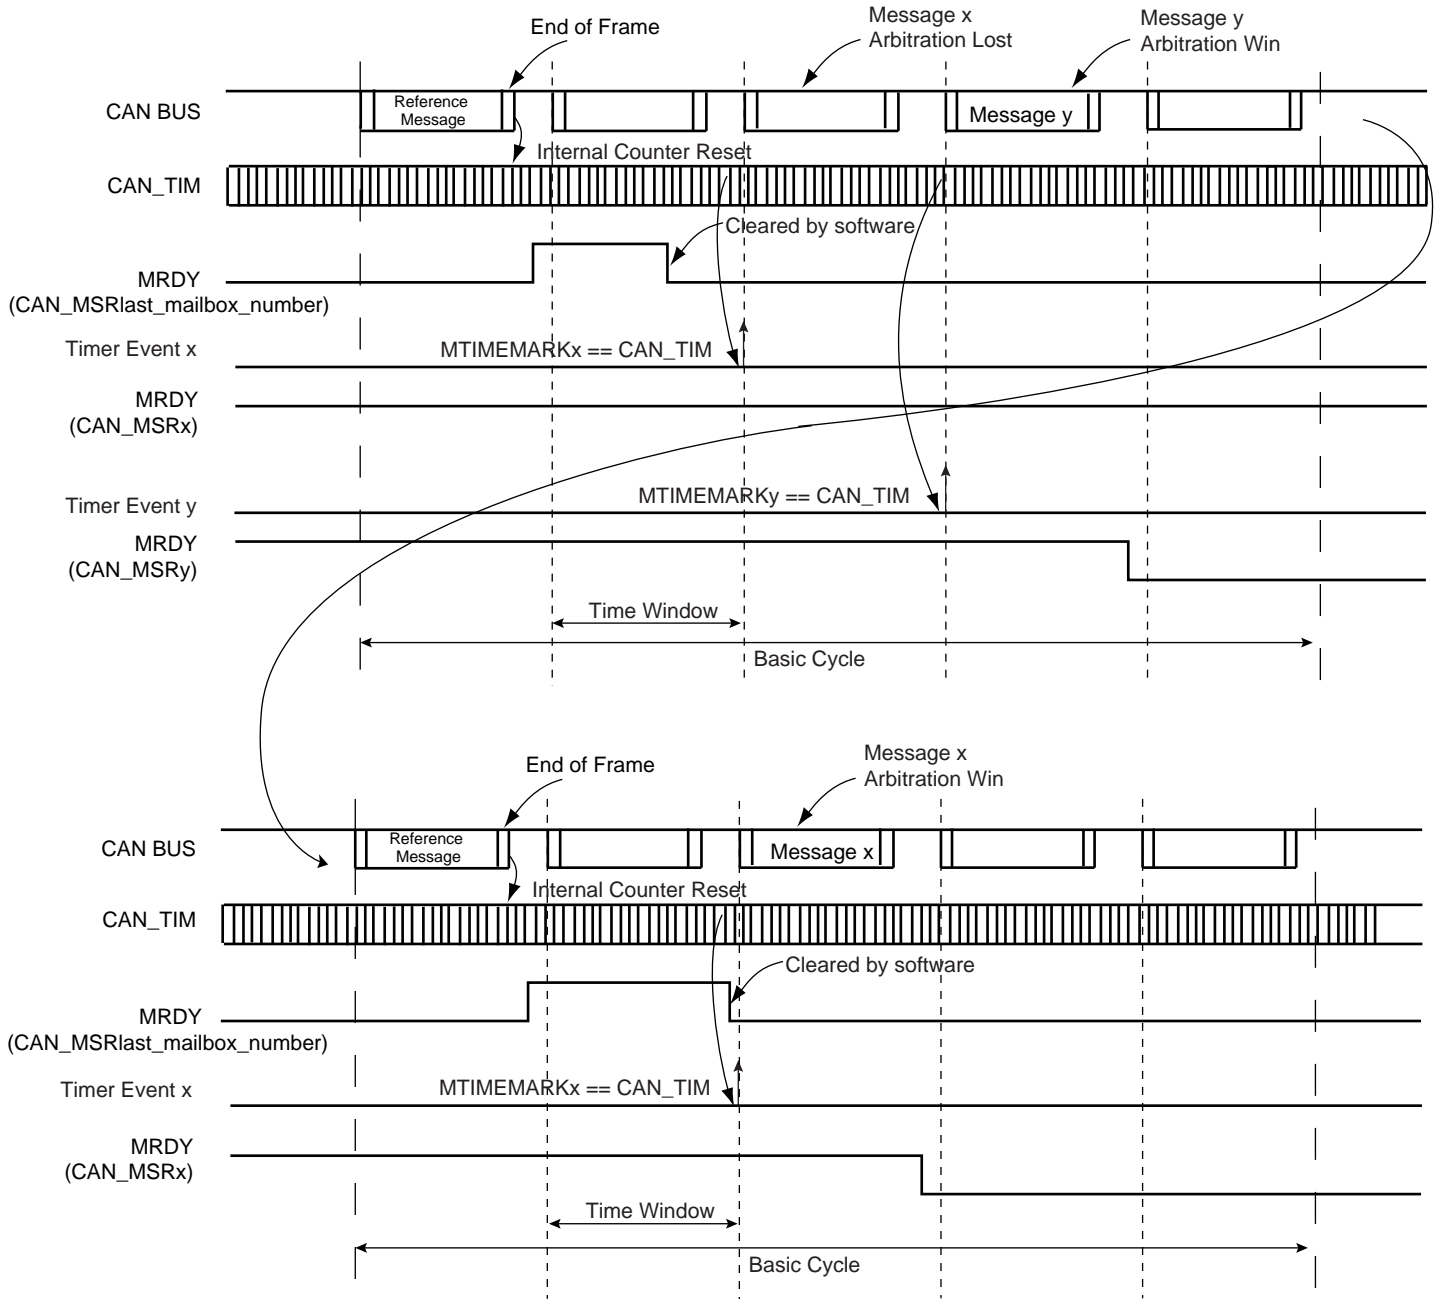 End of Frame
Message x
Arbitration Lost
Message y
Arbitration Win
CAN BUS
Reference
Message
Message y
Internal Counter Reset
CAN_TIM
Cleared by software
MRDY
(CAN_MSRlast_mailbox_number)
Timer Event x
MTIMEMARKx == CAN_TIM
MRDY
(CAN_MSRx)
Timer Event y
MTIMEMARKy == CAN_TIM
MRDY
(CAN_MSRy)
Time Window
Basic Cycle
End of Frame
Message x
Arbitration Win
CAN BUS
Reference
Message
Message x
Internal Counter Reset
CAN_TIM
Cleared by software
MRDY
(CAN_MSRlast_mailbox_number)
Timer Event x
MTIMEMARKx == CAN_TIM
MRDY
(CAN_MSRx)
Time Window
Basic Cycle